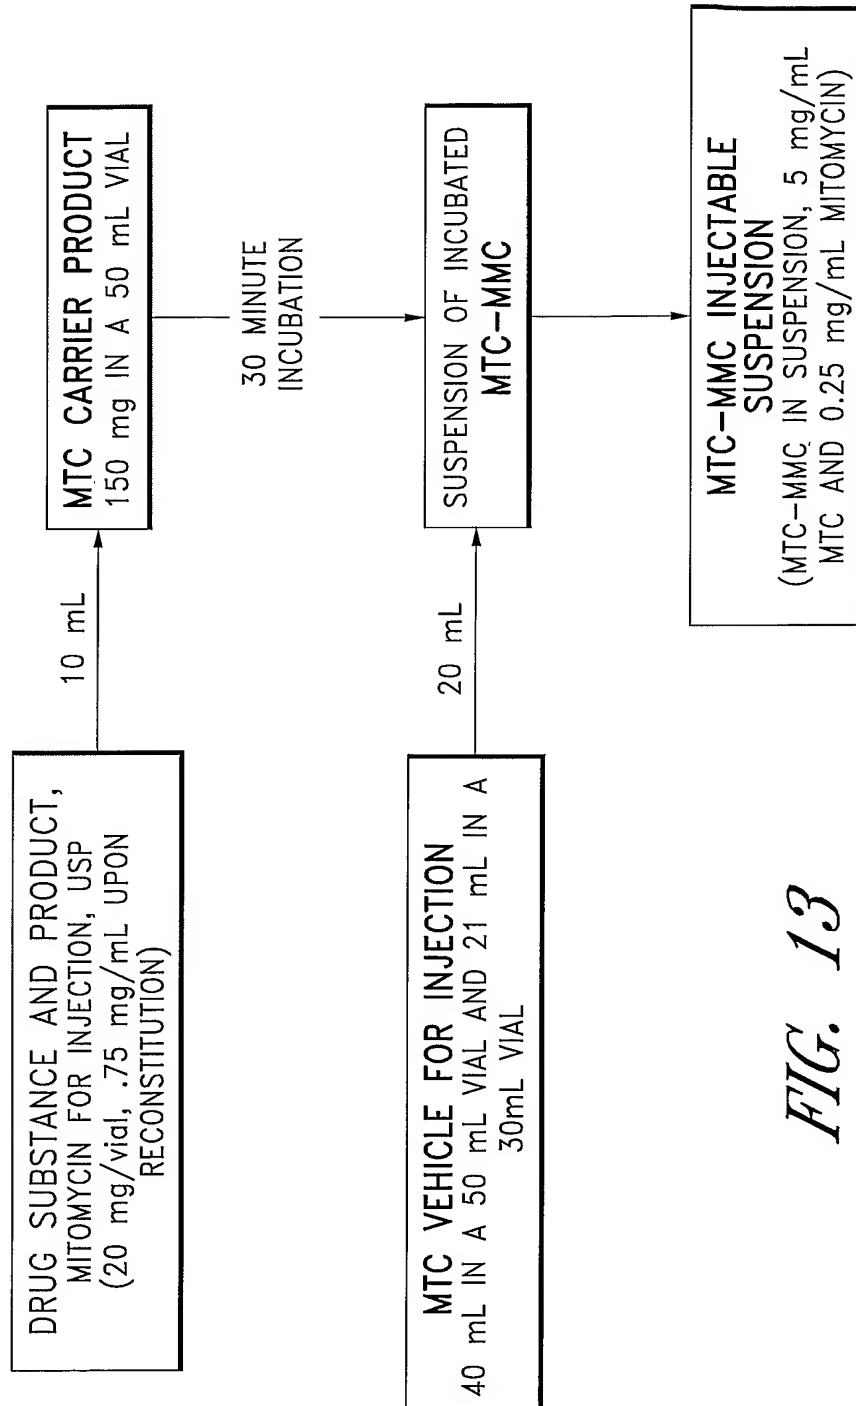 DRUG SUBSTANCE AND PRODUCT,
MITOMYCIN FOR INJECTION, USP
(20 mg/vial, .75 mg/mL UPON
RECONSTITUTION)
10 mL
MTC CARRIER PRODUCT
150 mg IN A 50 mL VIAL
30 MINUTE
INCUBATION
MTC VEHICLE FOR INJECTION
40 mL IN A 50 mL VIAL AND 21 mL IN A
30mL VIAL
20 mL
SUSPENSION OF INCUBATED
MTC-MMC
MTC-MMC INJECTABLE
SUSPENSION
(MTC-MMC IN SUSPENSION, 5 mg/mL
MTC AND 0.25 mg/mL MITOMYCIN)
FIG. 13